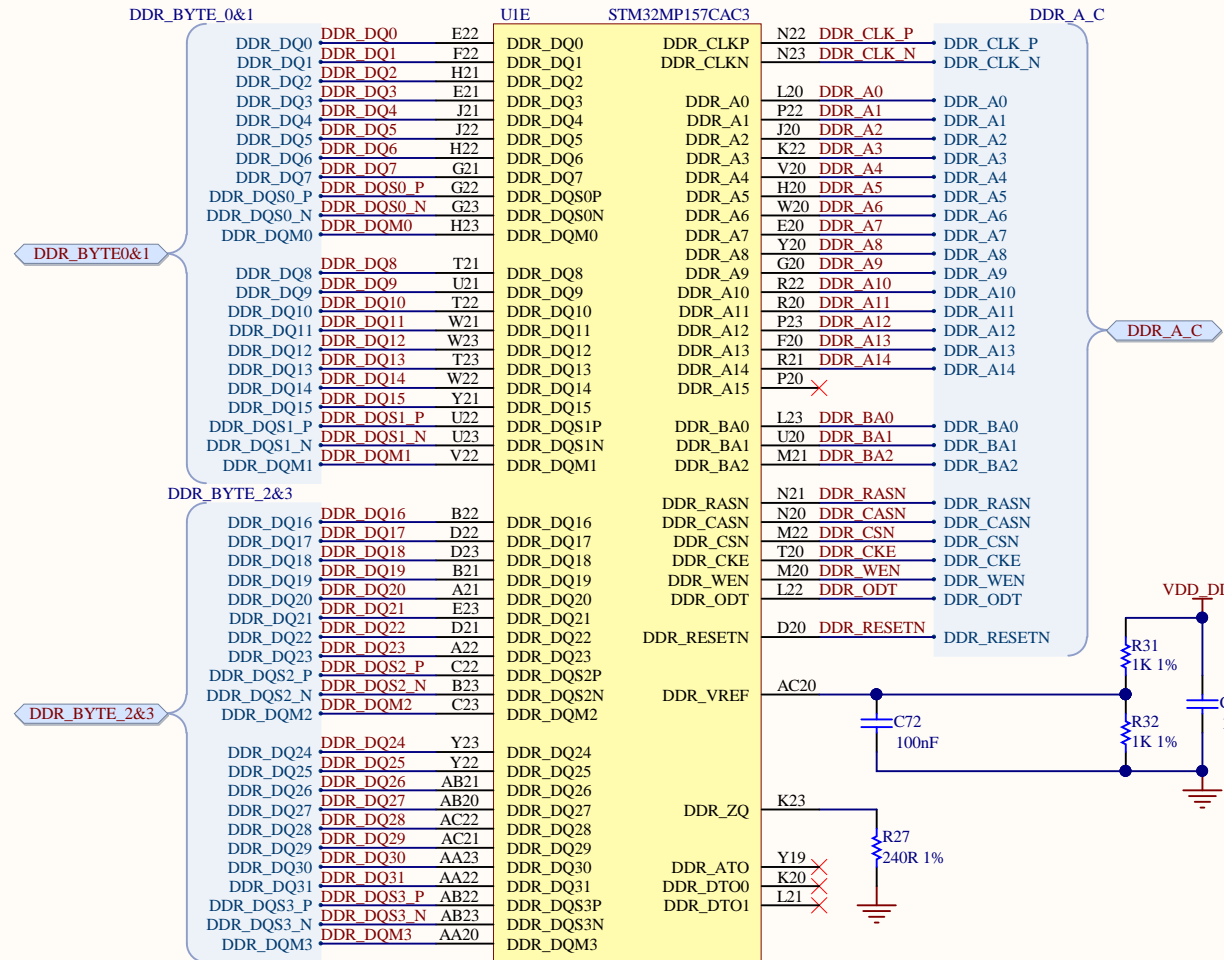 DDR_BYTE_0&1 U1E STM32MP157CAC3 DDR_A_C
DDR_DQ0 DDR_DQ0 E22 DDR_DQ0 DDR_CLKP N22 DDR_CLK_P DDR_CLK_P
DDR_DQ1 DDR_DQ1 F22 DDR_DQ1 DDR_CLKN N23 DDR_CLK_N DDR_CLK_N
DDR_DQ2 DDR_DQ2 H21 DDR_DQ2
DDR_DQ3 DDR_DQ3 E21 DDR_DQ3 DDR_A0 L20 DDR_A0 DDR_A0
DDR_DQ4 DDR_DQ4 J21 DDR_DQ4 DDR_A1 P22 DDR_A1 DDR_A1
DDR_DQ5 DDR_DQ5 J22 DDR_DQ5 DDR_A2 J20 DDR_A2 DDR_A2
DDR_DQ6 DDR_DQ6 H22 DDR_DQ6 DDR_A3 K22 DDR_A3 DDR_A3
DDR_DQ7 DDR_DQ7 G21 DDR_DQ7 DDR_A4 V20 DDR_A4 DDR_A4
DDR_DQS0_P DDR_DQS0_P G22 DDR_DQS0P DDR_A5 H20 DDR_A5 DDR_A5
DDR_DQS0_N DDR_DQS0_N G23 DDR_DQS0N DDR_A6 W20 DDR_A6 DDR_A6
DDR_DQM0 DDR_DQM0 H23 DDR_DQM0 DDR_A7 E20 DDR_A7 DDR_A7
DDR_BYTE0&1 DDR_A8 Y20 DDR_A8 DDR_A8
DDR_DQ8 DDR_DQ8 T21 DDR_DQ8 DDR_A9 G20 DDR_A9 DDR_A9
DDR_DQ9 DDR_DQ9 U21 DDR_DQ9 DDR_A10 R22 DDR_A10 DDR_A10
DDR_DQ10 DDR_DQ10 T22 DDR_DQ10 DDR_A11 R20 DDR_A11 DDR_A11
DDR_DQ11 DDR_DQ11 W21 DDR_DQ11 DDR_A12 P23 DDR_A12 DDR_A12 DDR_A_C
DDR_DQ12 DDR_DQ12 W23 DDR_DQ12 DDR_A13 F20 DDR_A13 DDR_A13
DDR_DQ13 DDR_DQ13 T23 DDR_DQ13 DDR_A14 R21 DDR_A14 DDR_A14
DDR_DQ14 DDR_DQ14 W22 DDR_DQ14 DDR_A15 P20
DDR_DQ15 DDR_DQ15 Y21 DDR_DQ15
DDR_DQS1_P DDR_DQS1_P U22 DDR_DQS1P DDR_BA0 L23 DDR_BA0 DDR_BA0
DDR_DQS1_N DDR_DQS1_N U23 DDR_DQS1N DDR_BA1 U20 DDR_BA1 DDR_BA1
DDR_DQM1 DDR_DQM1 V22 DDR_DQM1 DDR_BA2 M21 DDR_BA2 DDR_BA2
DDR_BYTE_2&3
DDR_RASN N21 DDR_RASN DDR_RASN
DDR_DQ16 DDR_DQ16 B22 DDR_DQ16 DDR_CASN N20 DDR_CASN DDR_CASN
DDR_DQ17 DDR_DQ17 D22 DDR_DQ17 DDR_CSN M22 DDR_CSN DDR_CSN
DDR_DQ18 DDR_DQ18 D23 DDR_DQ18 DDR_CKE T20 DDR_CKE DDR_CKE
DDR_DQ19 DDR_DQ19 B21 DDR_DQ19 DDR_WEN M20 DDR_WEN DDR_WEN
DDR_DQ20 DDR_DQ20 A21 DDR_DQ20 DDR_ODT L22 DDR_ODT DDR_ODT
DDR_DQ21 DDR_DQ21 E23 DDR_DQ21
DDR_DQ22 DDR_DQ22 D21 DDR_DQ22 DDR_RESETN D20 DDR_RESETN DDR_RESETN
DDR_DQ23 DDR_DQ23 A22 DDR_DQ23
DDR_DQS2_P DDR_DQS2_P C22 DDR_DQS2P
DDR_DQS2_N DDR_DQS2_N B23 DDR_DQS2N DDR_VREF AC20
DDR_BYTE_2&3 DDR_DQM2 DDR_DQM2 C23 DDR_DQM2
R31
1K 1%
C72
100nF
R32
1K 1%
DDR_DQ24 DDR_DQ24 Y23 DDR_DQ24
DDR_DQ25 DDR_DQ25 Y22 DDR_DQ25
DDR_DQ26 DDR_DQ26 AB21 DDR_DQ26
DDR_DQ27 DDR_DQ27 AB20 DDR_DQ27 DDR_ZQ K23
DDR_DQ28 DDR_DQ28 AC22 DDR_DQ28
DDR_DQ29 DDR_DQ29 AC21 DDR_DQ29
R27
240R 1%
DDR_DQ30 DDR_DQ30 AA23 DDR_DQ30 DDR_ATO Y19
DDR_DQ31 DDR_DQ31 AA22 DDR_DQ31 DDR_DTO0 K20
DDR_DQS3_P DDR_DQS3_P AB22 DDR_DQS3P DDR_DTO1 L21
DDR_DQS3_N DDR_DQS3_N AB23 DDR_DQS3N
DDR_DQM3 DDR_DQM3 AA20 DDR_DQM3